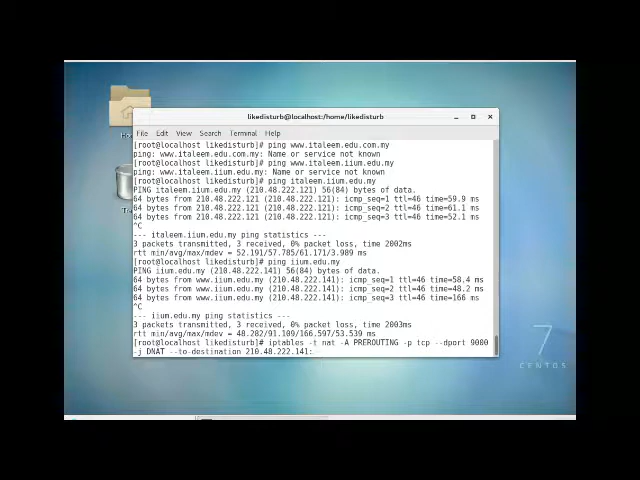 likedisturb@localhost:/home/likedisturb
File Edit View Search Terminal Help
[root@localhost likedisturb]# ping www.italeem.edu.com.my
ping: www.italeem.edu.com.my: Name or service not known
[root@localhost likedisturb]# ping www.italeem.iium.edu.my
ping: www.italeem.iium.edu.my: Name or service not known
[root@localhost likedisturb]# ping italeem.iium.edu.my
PING italeem.iium.edu.my (210.48.222.121) 56(84) bytes of data.
64 bytes from 210.48.222.121 (210.48.222.121): icmp_seq=1 ttl=46 time=59.9 ms
64 bytes from 210.48.222.121 (210.48.222.121): icmp_seq=2 ttl=46 time=61.1 ms
64 bytes from 210.48.222.121 (210.48.222.121): icmp_seq=3 ttl=46 time=52.1 ms
^C
--- italeem.iium.edu.my ping statistics ---
3 packets transmitted, 3 received, 0% packet loss, time 2002ms
rtt min/avg/max/mdev = 52.191/57.785/61.171/3.989 ms
[root@localhost likedisturb]# ping iium.edu.my
PING iium.edu.my (210.48.222.141) 56(84) bytes of data.
64 bytes from www.iium.edu.my (210.48.222.141): icmp_seq=1 ttl=46 time=58.4 ms
64 bytes from www.iium.edu.my (210.48.222.141): icmp_seq=2 ttl=46 time=48.2 ms
64 bytes from www.iium.edu.my (210.48.222.141): icmp_seq=3 ttl=46 time=166 ms
^C
--- iium.edu.my ping statistics ---
3 packets transmitted, 3 received, 0% packet loss, time 2003ms
rtt min/avg/max/mdev = 48.282/91.109/166.597/53.539 ms
[root@localhost likedisturb]# iptables -t nat -A PREROUTING -p tcp --dport 9000
-j DNAT --to-destination 210.48.222.141:
7
CENTOS